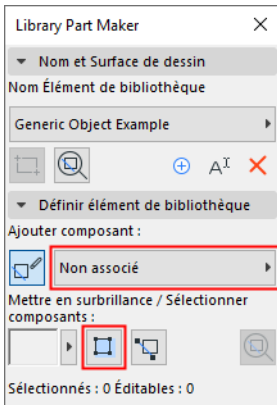 Library Part Maker
Nom et Surface de dessin
Nom Élément de bibliothèque
Generic Object Example
Définir élément de bibliothèque
Ajouter composant :
Non associé
Mettre en surbrillance / Sélectionner
composants :
Sélectionnés : 0 Éditables : 0